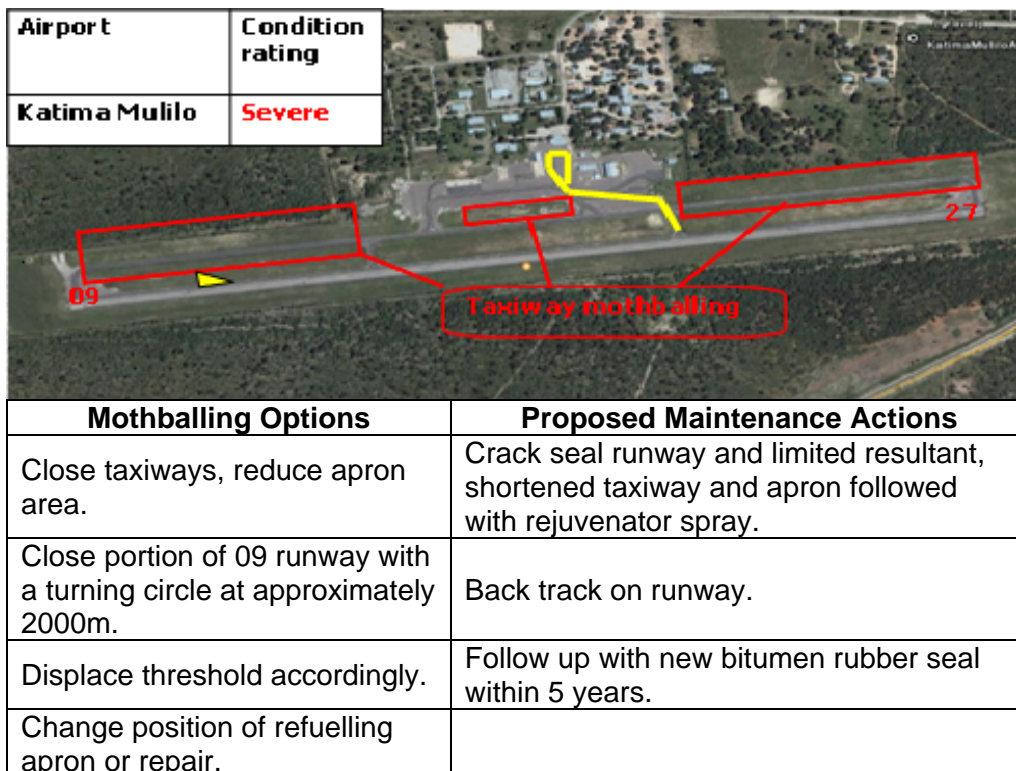 Airport
Condition
rating
Katima Mulilo
Severe
KatimaMuliloA
27
09
Taxiway mothballing
Mothballing Options
Proposed Maintenance Actions
Close taxiways, reduce apron
area.
Crack seal runway and limited resultant,
shortened taxiway and apron followed
with rejuvenator spray.
Close portion of 09 runway with
a turning circle at approximately
2000m.
Back track on runway.
Displace threshold accordingly.
Follow up with new bitumen rubber seal
within 5 years.
Change position of refuelling
apron or repair.